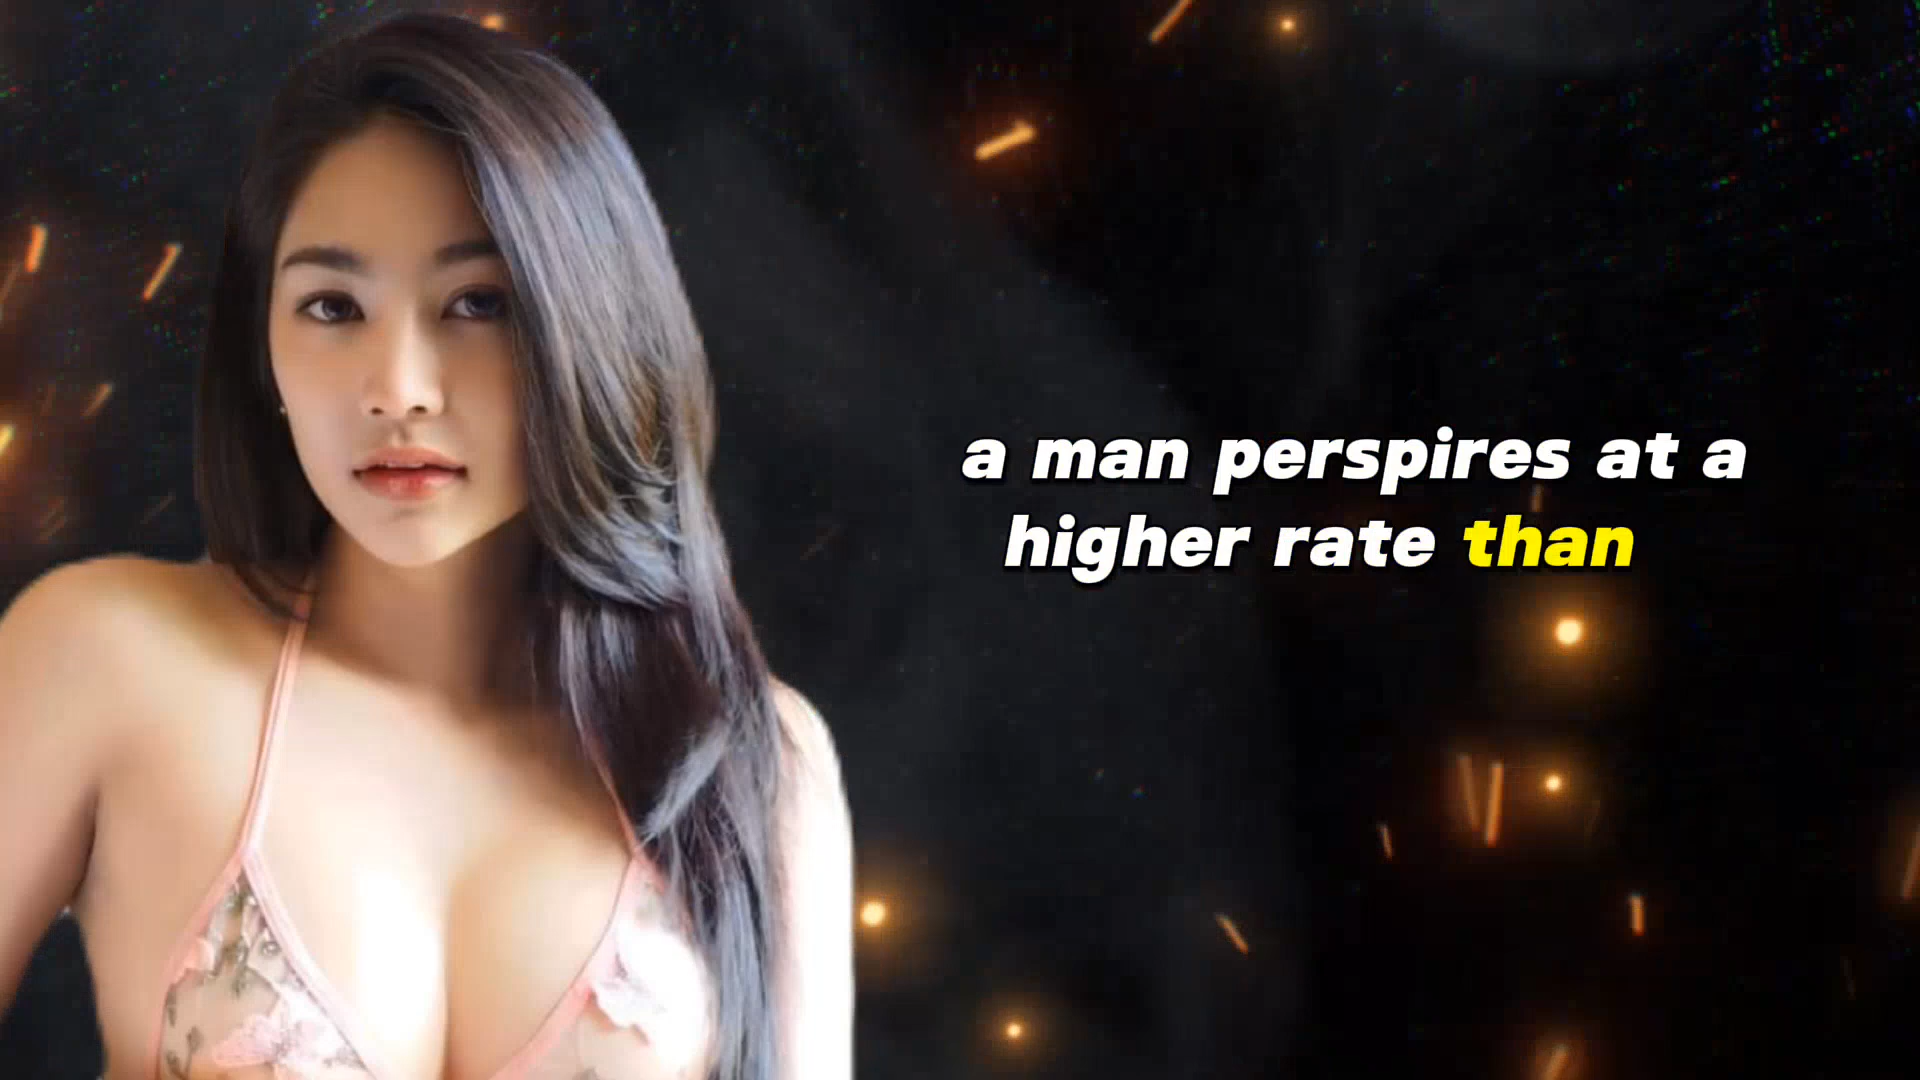 a man perspires at a
higher rate than